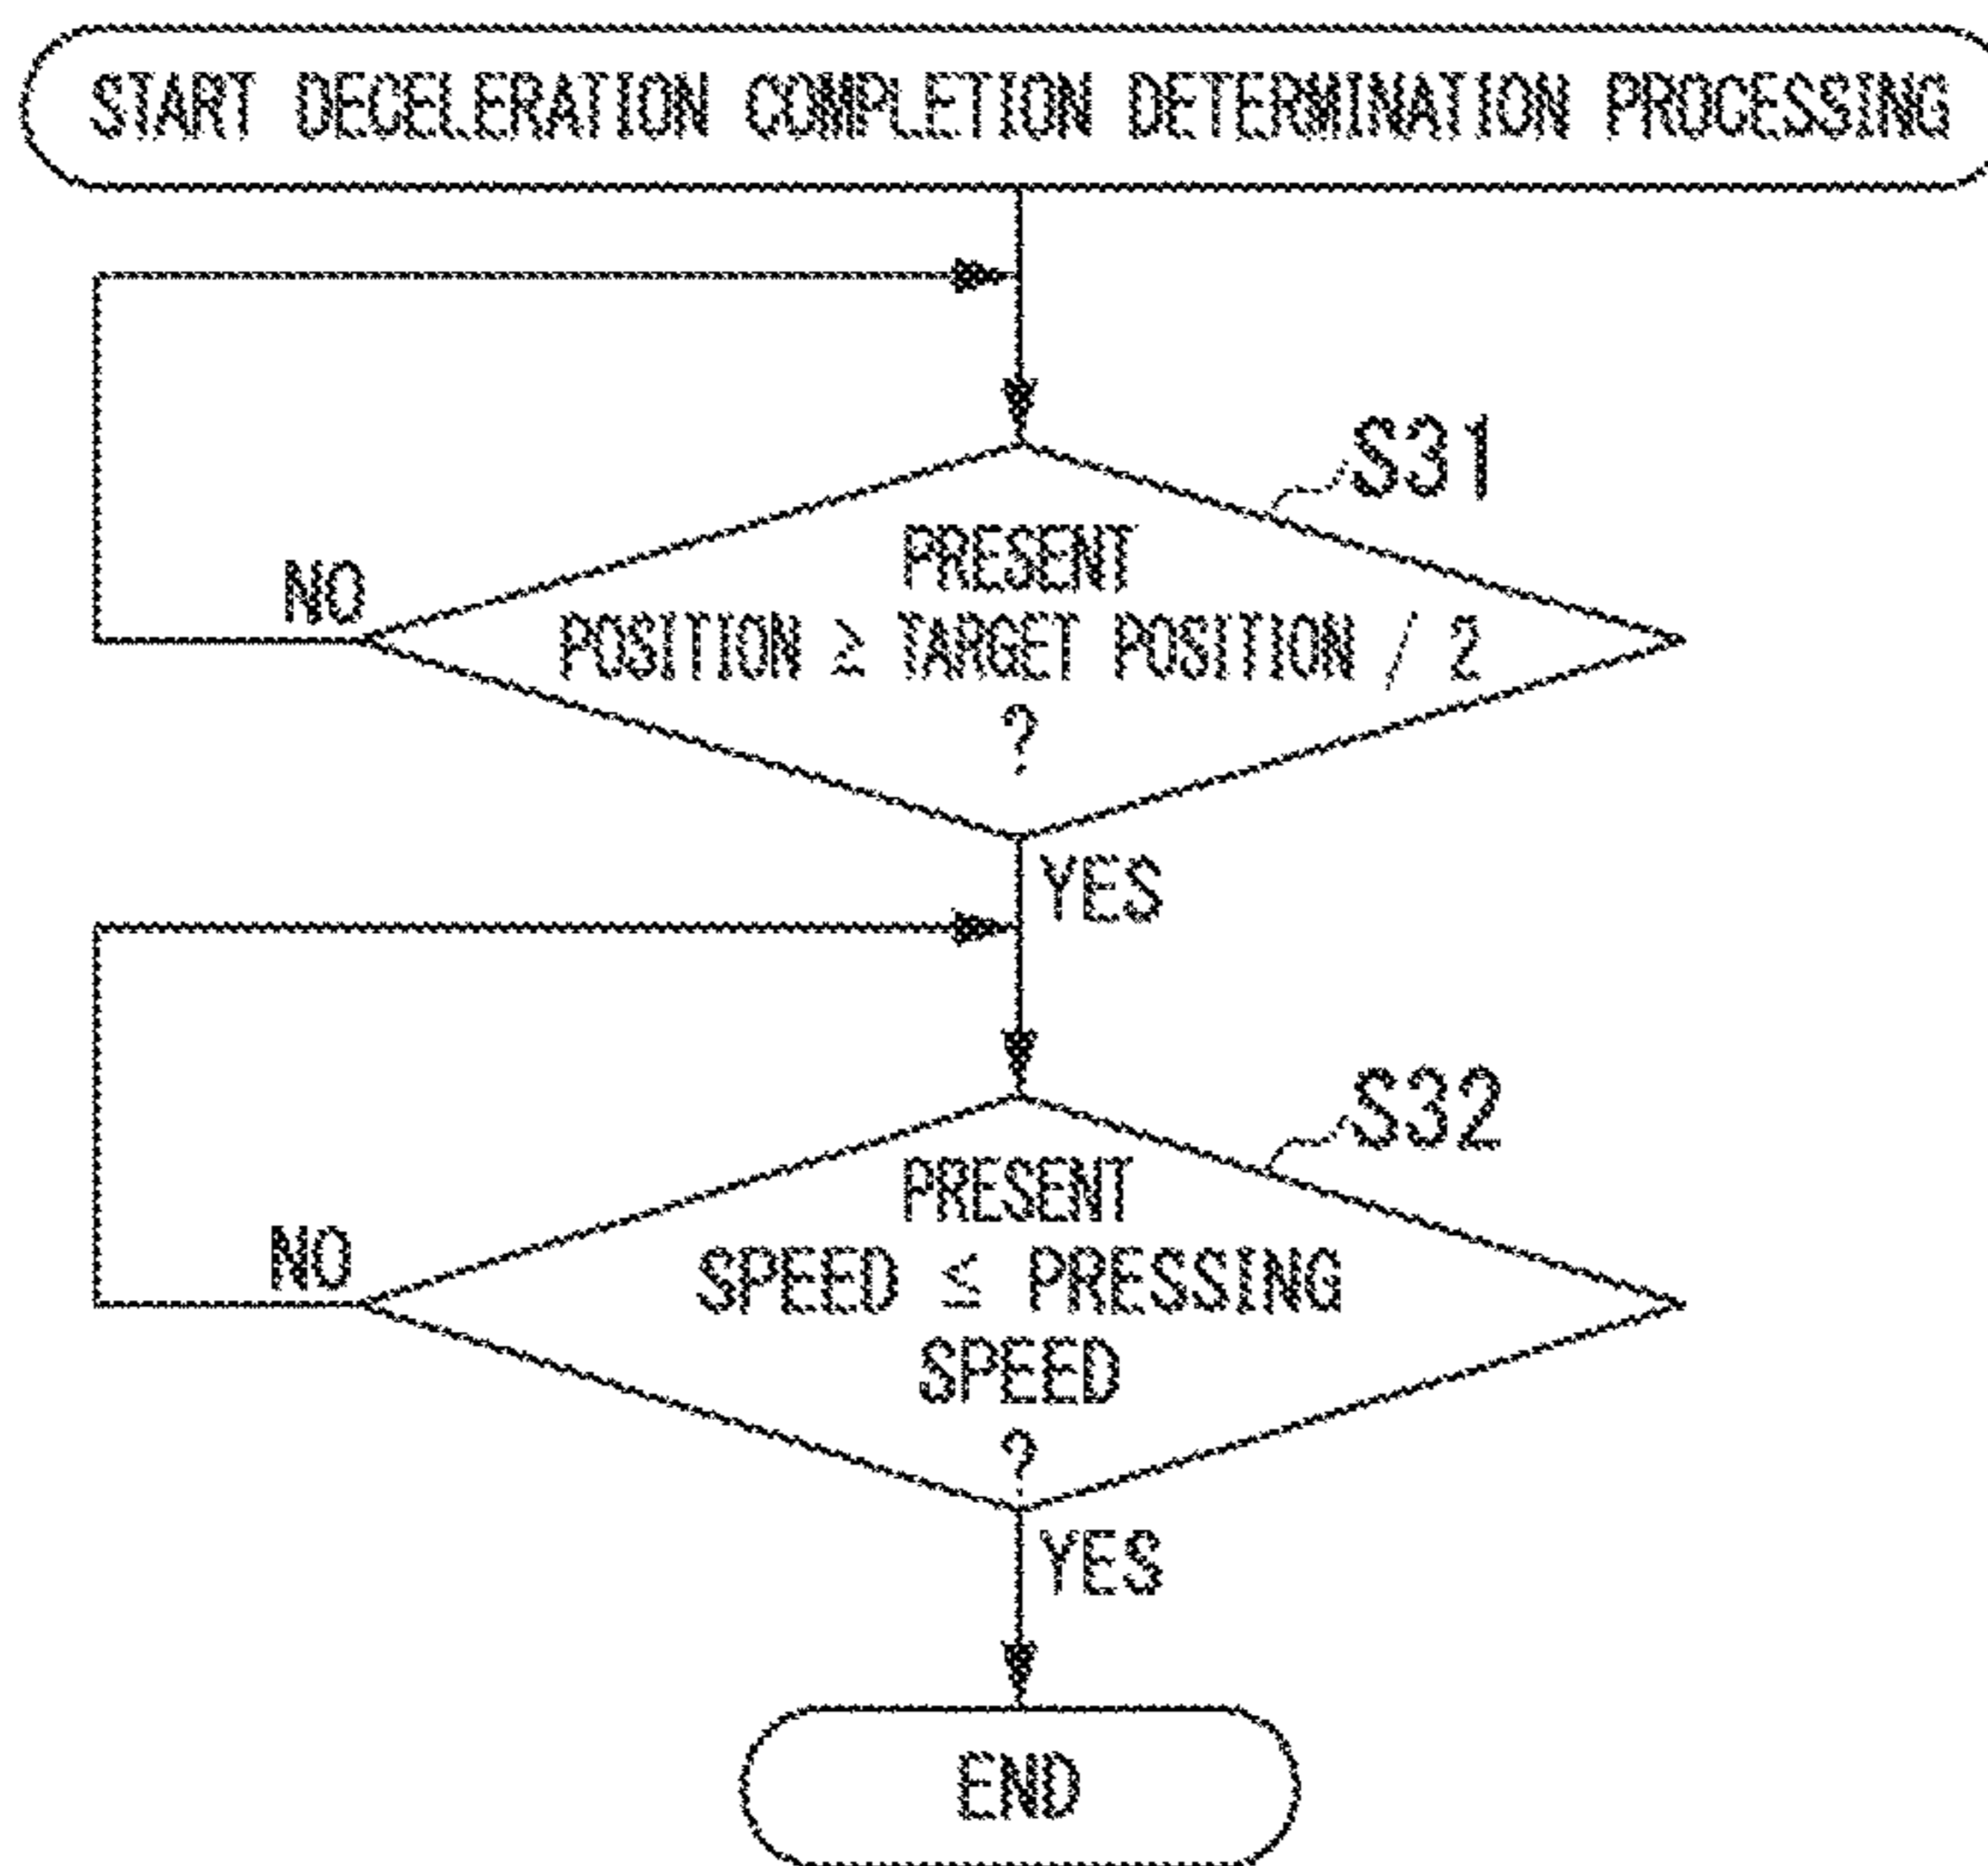 START DECELERATION COMPLETION DETERMINATION PROCESSING
S31
PRESENT
NO
POSITION ≥ TARGET POSITION / 2
?
YES
S32
PRESENT
NO
SPEED ≤ PRESSING
SPEED
?
YES
END